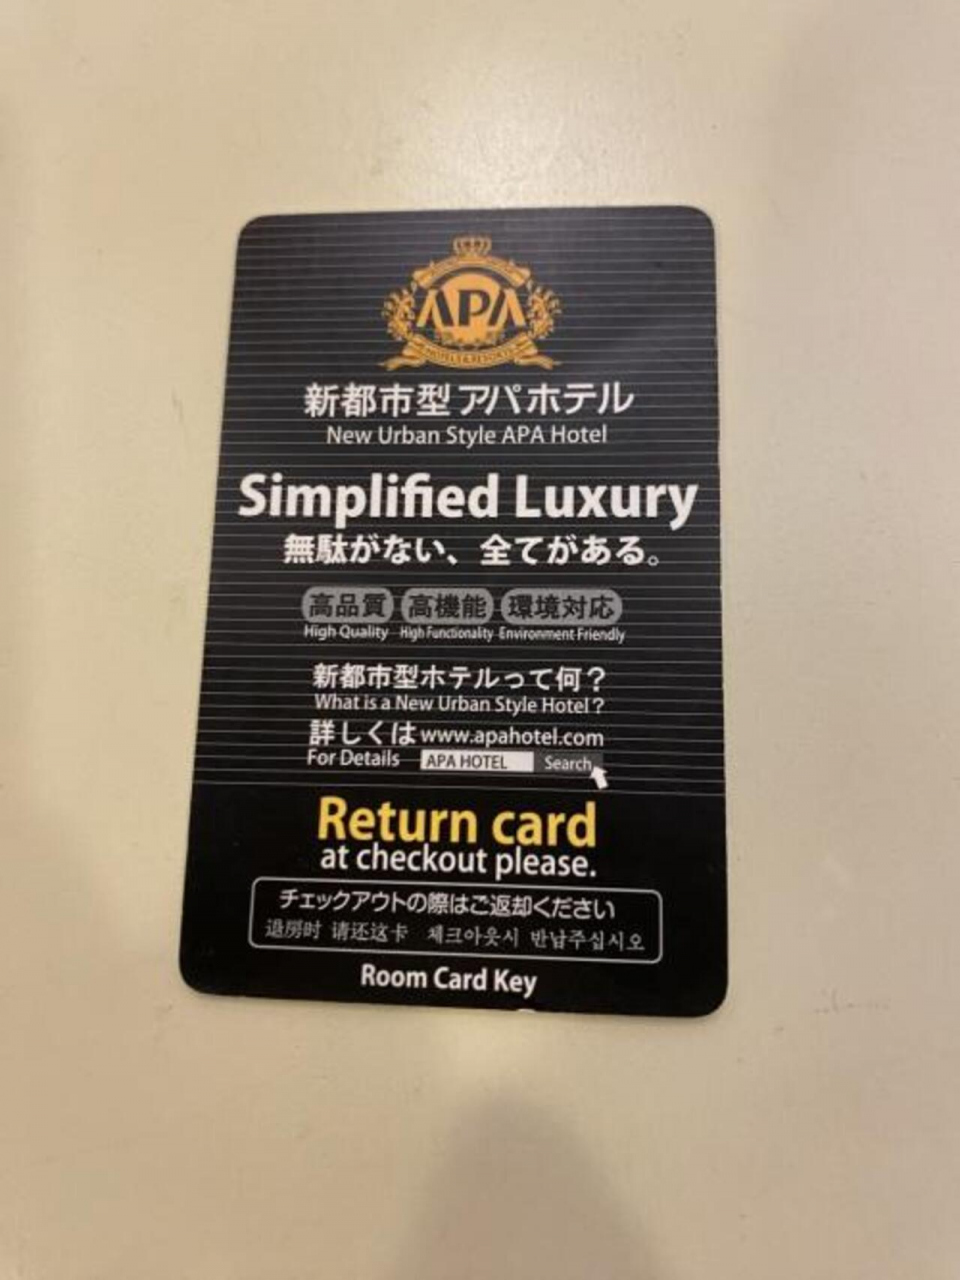 APA
HOTELS & RESORTS
新都市型アパホテル
New Urban Style APA Hotel
Simplified Luxury
無駄がない、全てがある。
高品質 高機能 環境対応
High Quality High Functionality Environment Friendly
新都市型ホテルって何？
What is a New Urban Style Hotel？
詳しくは www.apahotel.com
For Details APA HOTEL Search
Return card
at checkout please.
チェックアウトの際はご返却ください
退房时 请还这卡 체크아웃시 반납주십시오
Room Card Key